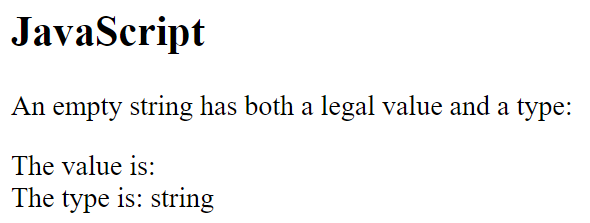 JavaScript
An empty string has both a legal value and a type:
The value is:
The type is: string